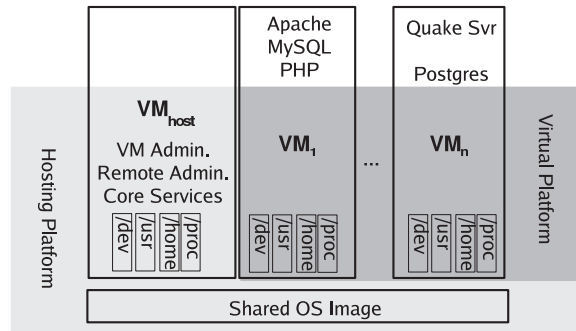 Apache
MySQL
PHP
Quake Svr
Postgres
Hosting Platform
VMhost
VM Admin.
Remote Admin.
Core Services
/dev
/usr
/home
/proc
VM1
/dev
/usr
/home
/proc
...
VMn
/dev
/usr
/home
/proc
Virtual Platform
Shared OS Image